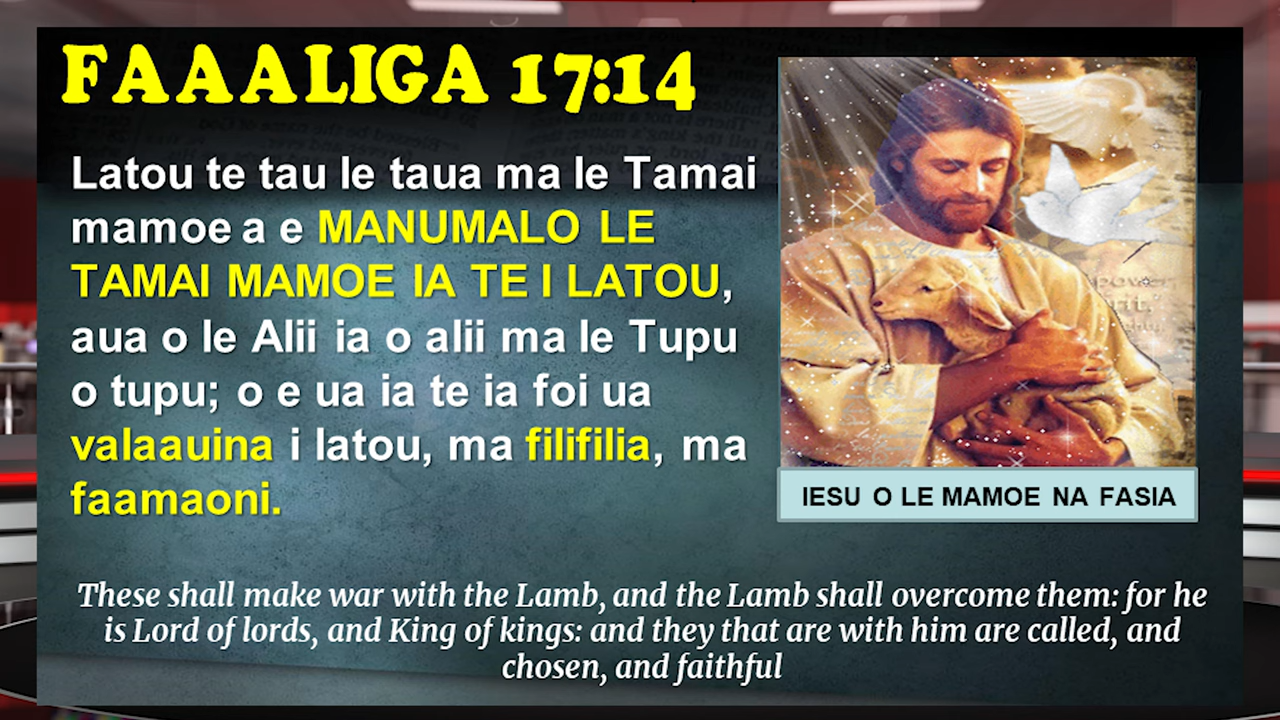 FAAALIGA 17:14
Latou te tau le taua ma le Tamai
mamoe a e MANUMALO LE
TAMAI MAMOE IA TE I LATOU,
aua o le Alii ia o alii ma le Tupu
o tupu; o e ua ia te ia foi ua
valaauina i latou, ma filifilia, ma
faamaoni.
IESU O LE MAMOE NA FASIA
These shall make war with the Lamb, and the Lamb shall overcome them: for he
is Lord of lords, and King of kings: and they that are with him are called, and
chosen, and faithful